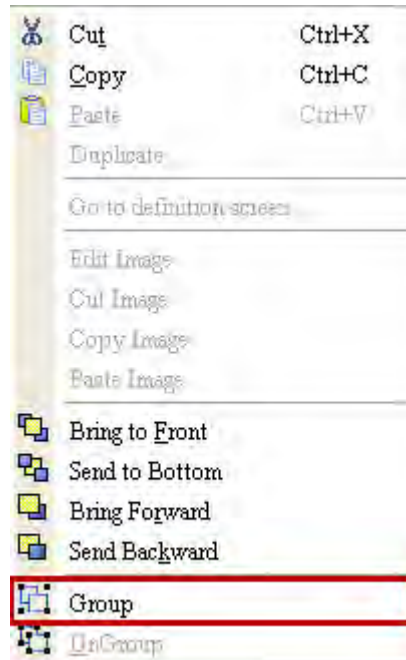 Cut Ctrl+X
Copy Ctrl+C
Paste Ctrl+V
Duplicate
Go to definition screen
Edit Image
Cut Image
Copy Image
Paste Image
Bring to Front
Send to Bottom
Bring Forward
Send Backward
Group
UnGroup